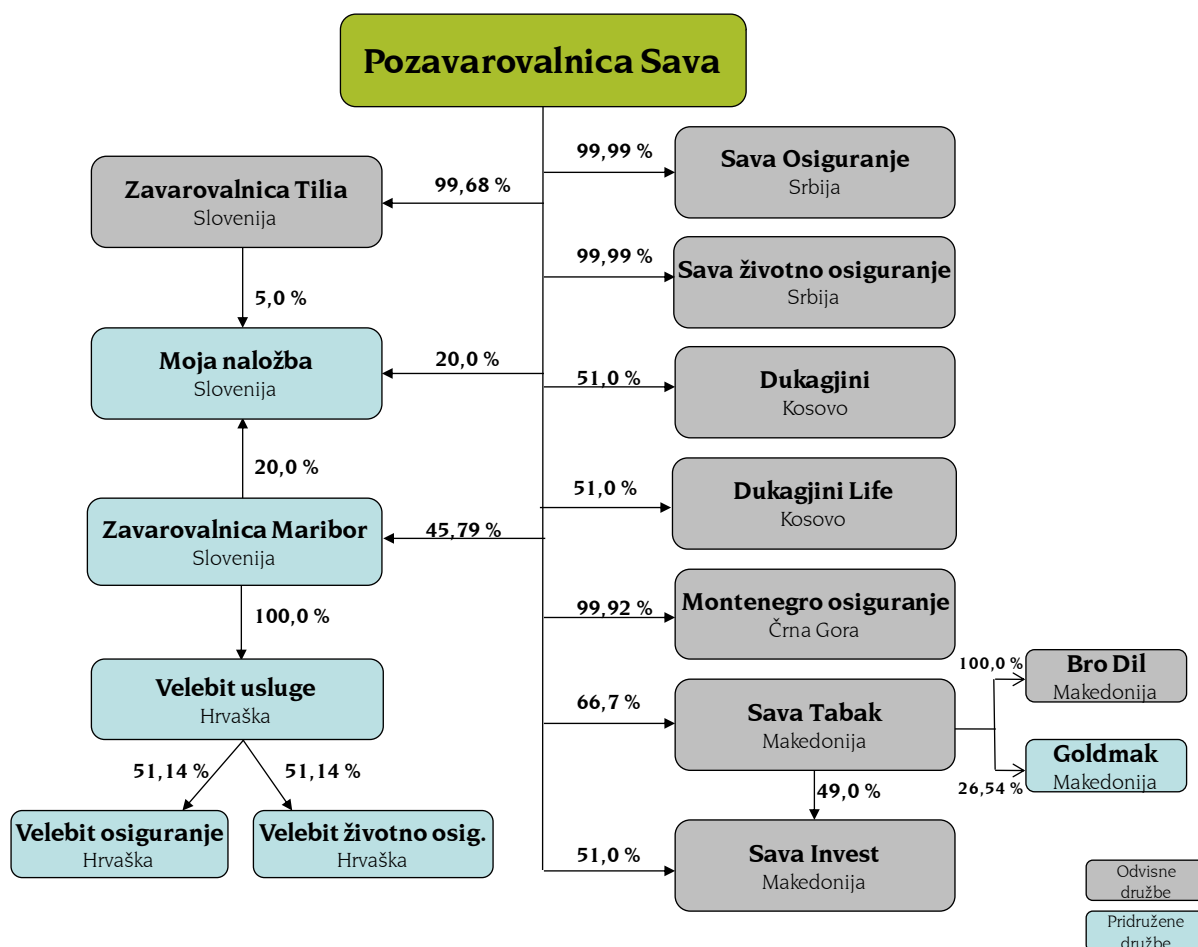 Pozavarovalnica Sava
99,99 %
Sava Osiguranje
Srbija
Zavarovalnica Tilia
Slovenija
99,68 %
99,99 %
Sava životno osiguranje
Srbija
5,0 %
Moja naložba
Slovenija
20,0 %
51,0 %
Dukagjini
Kosovo
20,0 %
51,0 %
Dukagjini Life
Kosovo
Zavarovalnica Maribor
Slovenija
45,79 %
99,92 %
Montenegro osiguranje
Črna Gora
100,0 %
100,0 %
Bro Dil
Makedonija
Velebit usluge
Hrvaška
66,7 %
Sava Tabak
Makedonija
Goldmak
Makedonija
26,54 %
51,14 %
51,14 %
49,0 %
Velebit osiguranje
Hrvaška
Velebit životno osig.
Hrvaška
51,0 %
Sava Invest
Makedonija
Odvisne
družbe
Pridružene
družbe